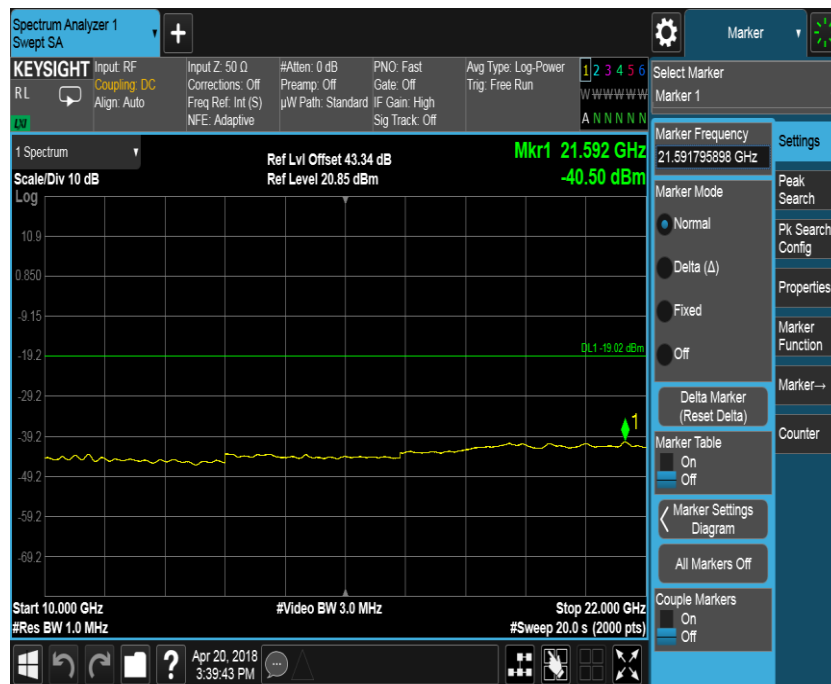 Spectrum Analyzer 1
Swept SA
+
Marker
KEYSIGHT
RL
LXI
Input: RF
Coupling: DC
Align: Auto
Input Z: 50 Ω
Corrections: Off
Freq Ref: Int (S)
NFE: Adaptive
#Atten: 0 dB
Preamp: Off
µW Path: Standard
PNO: Fast
Gate: Off
IF Gain: High
Sig Track: Off
Avg Type: Log-Power
Trig: Free Run
1 2 3 4 5 6
W W W W W W
A N N N N N
Select Marker
Marker 1
1 Spectrum
Scale/Div 10 dB
Log
Ref Lvl Offset 43.34 dB
Ref Level 20.85 dBm
Mkr1 21.592 GHz
-40.50 dBm
10.9
0.850
-9.15
-19.2
-29.2
-39.2
-49.2
-59.2
-69.2
DL1 -19.02 dBm
1
Start 10.000 GHz
#Res BW 1.0 MHz
#Video BW 3.0 MHz
Stop 22.000 GHz
#Sweep 20.0 s (2000 pts)
Marker Frequency
21.591795898 GHz
Marker Mode
Normal
Delta (Δ)
Fixed
Off
Delta Marker
(Reset Delta)
Marker Table
On
Off
Marker Settings
Diagram
All Markers Off
Couple Markers
On
Off
Settings
Peak
Search
Pk Search
Config
Properties
Marker
Function
Marker→
Counter
?
Apr 20, 2018
3:39:43 PM